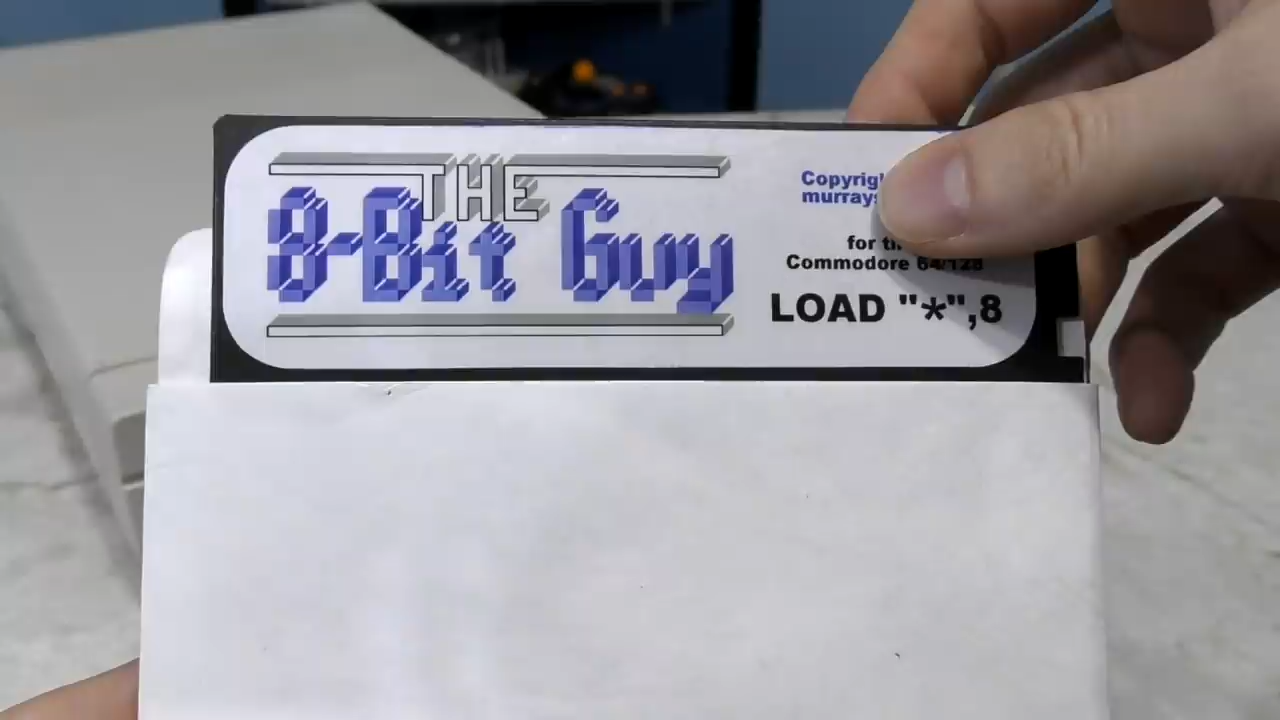 THE
8-Bit Guy
for
Commodore 64/128
LOAD "*",8